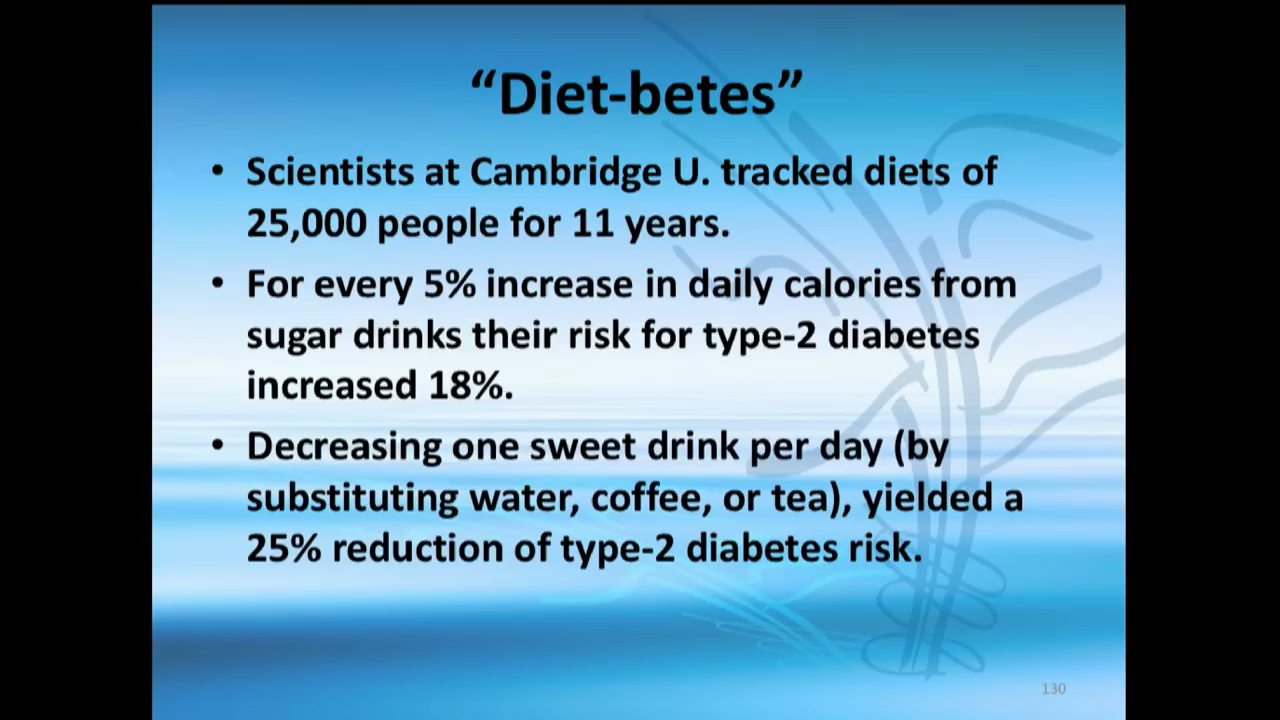 “Diet-betes”
• Scientists at Cambridge U. tracked diets of
25,000 people for 11 years.
• For every 5% increase in daily calories from
sugar drinks their risk for type-2 diabetes
increased 18%.
• Decreasing one sweet drink per day (by
substituting water, coffee, or tea), yielded a
25% reduction of type-2 diabetes risk.
130